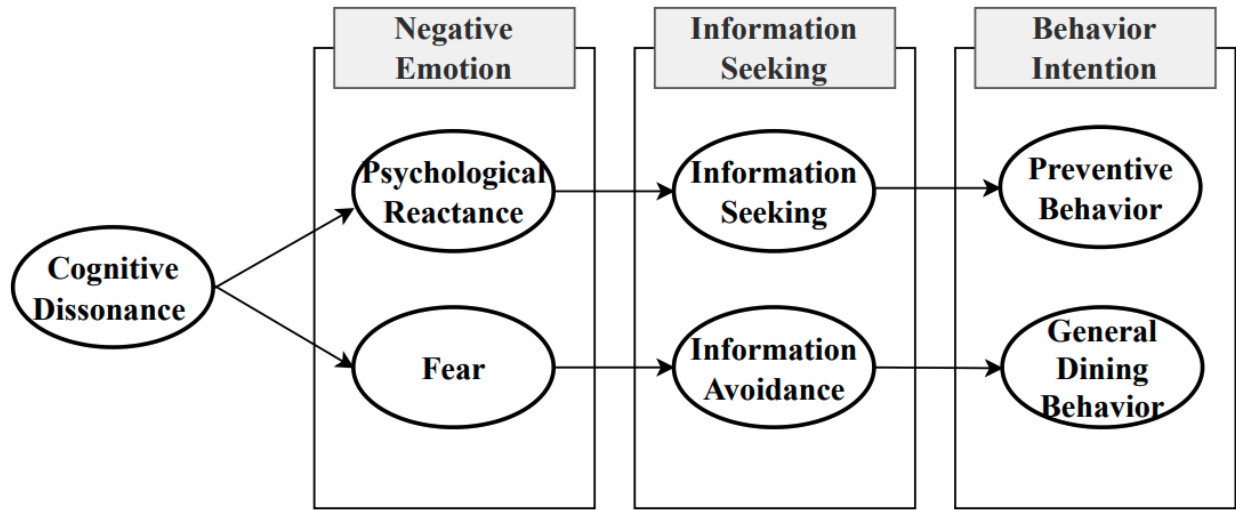 Negative
Emotion
Information
Seeking
Behavior
Intention
Psychological
Reactance
Information
Seeking
Preventive
Behavior
Cognitive
Dissonance
Fear
Information
Avoidance
General
Dining
Behavior